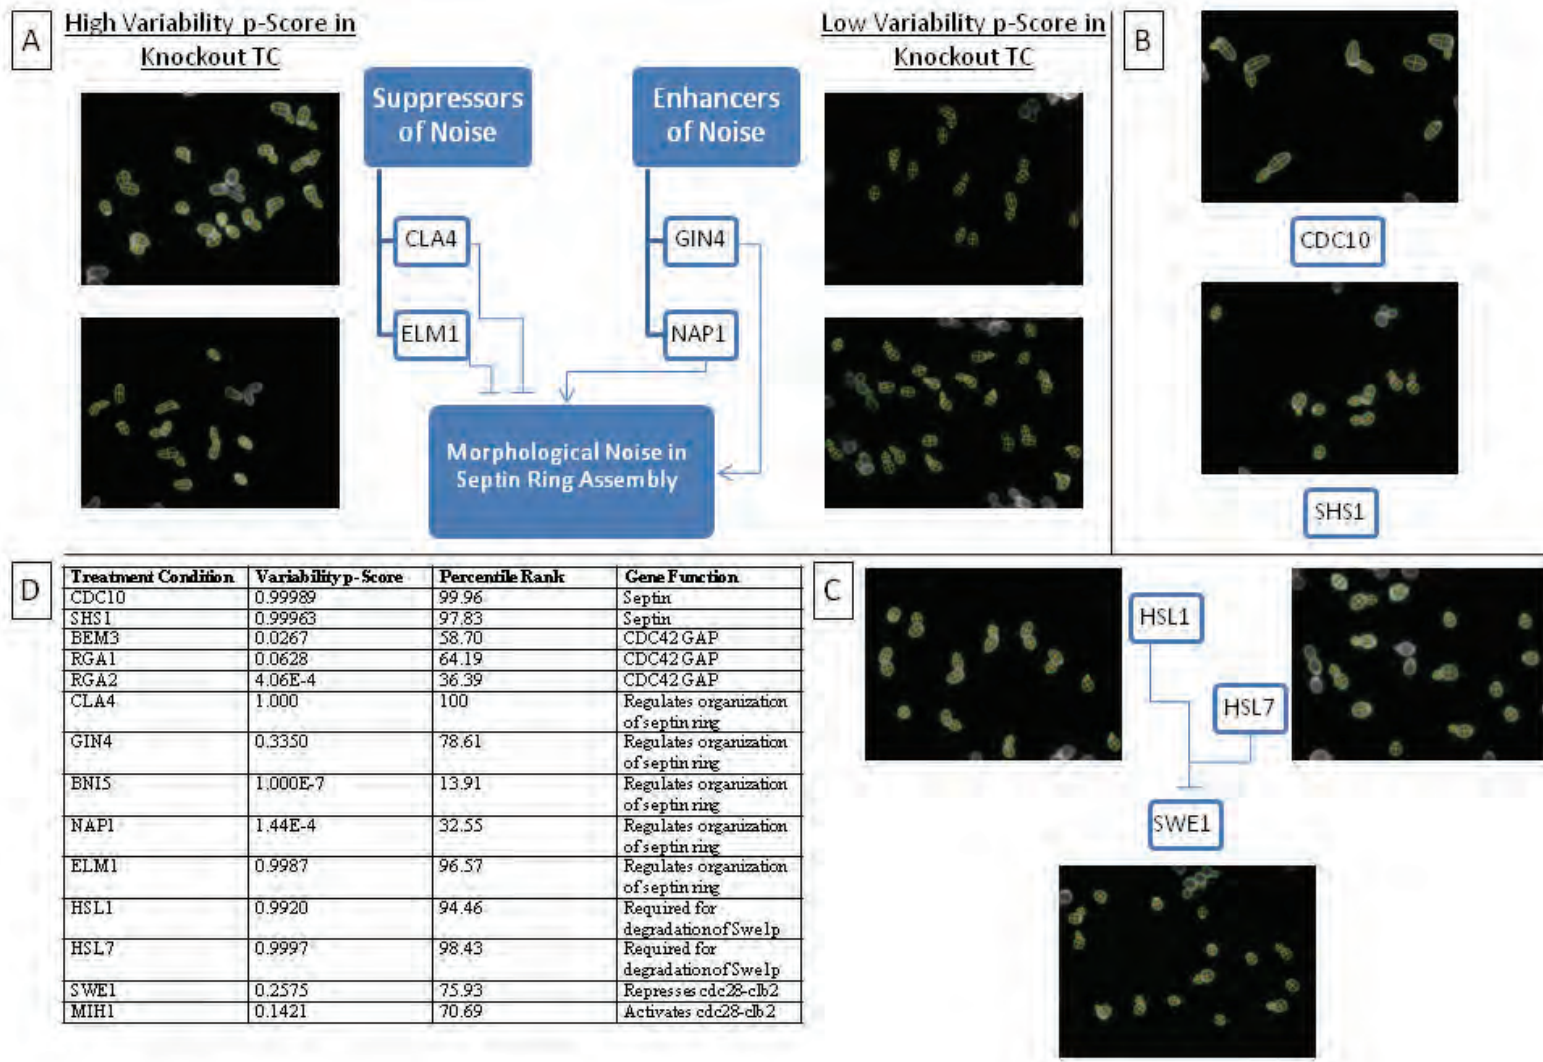 A
High Variability p-Score in
Knockout TC
Suppressors
of Noise
Enhancers
of Noise
CLA4
GIN4
ELM1
NAP1
Morphological Noise in
Septin Ring Assembly
Low Variability p-Score in
Knockout TC
B
CDC10
SHS1
D
Treatment Condition Variability p-Score Percentile Rank Gene Function
CDC10 0.99989 99.96 Septin
SHS1 0.99963 97.83 Septin
BEM3 0.0267 58.70 CDC42 GAP
RGA1 0.0628 64.19 CDC42 GAP
RGA2 4.06E-4 36.39 CDC42 GAP
CLA4 1.000 100 Regulates organization
of septin ring
GIN4 0.3350 78.61 Regulates organization
of septin ring
BNI5 1.000E-7 13.91 Regulates organization
of septin ring
NAP1 1.44E-4 32.55 Regulates organization
of septin ring
ELM1 0.9987 96.57 Regulates organization
of septin ring
HSL1 0.9920 94.46 Required for
degradation of Swe1p
HSL7 0.9997 98.43 Required for
degradation of Swe1p
SWE1 0.2575 75.93 Represses cdc28-clb2
MIH1 0.1421 70.69 Activates cdc28-clb2
C
HSL1
HSL7
SWE1